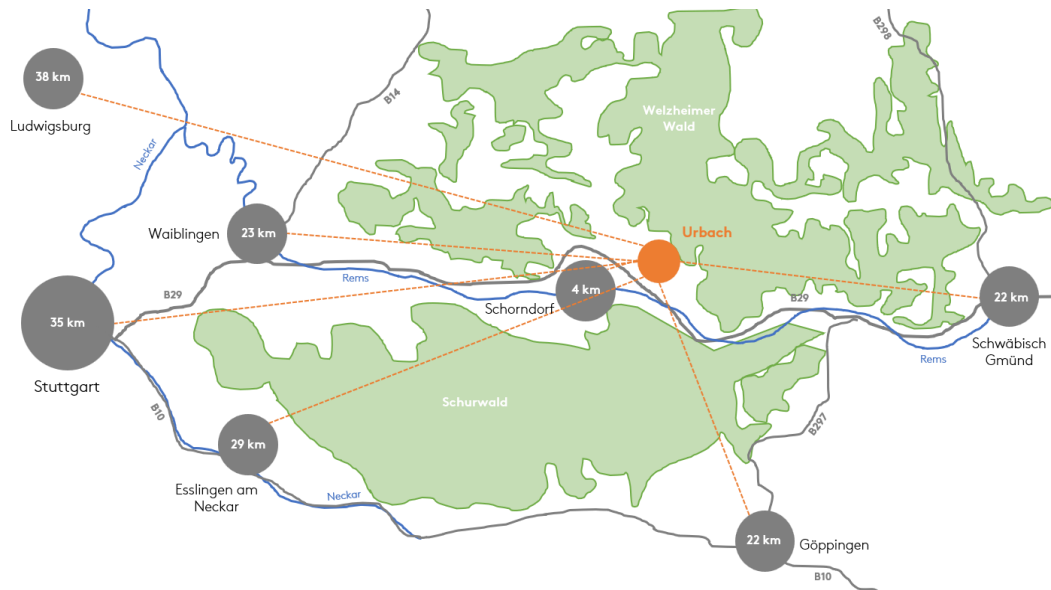 B298
38 km
Ludwigsburg
B14
Welzheimer
Wald
Neckar
Waiblingen
23 km
Urbach
Rems
B29
4 km
Schorndorf
B29
22 km
Schwäbisch
Gmünd
Rems
35 km
Stuttgart
Schurwald
B10
B297
29 km
Esslingen am
Neckar
Neckar
22 km
Göppingen
B10